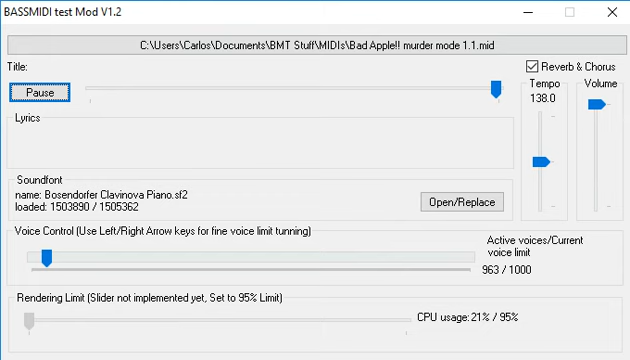 BASSMIDI test Mod V1.2
C:\Users\Carlos\Documents\BMT Stuff\MIDIs\Bad Apple!! murder mode 1.1.mid
Title:
Reverb & Chorus
Pause
Tempo
138.0
Volume
Lyrics
Soundfont
name: Bosendorfer Clavinova Piano.sf2
loaded: 1503890 / 1505362
Open/Replace
Voice Control (Use Left/Right Arrow keys for fine voice limit tunning)
Active voices/Current
voice limit
963 / 1000
Rendering Limit (Slider not implemented yet, Set to 95% Limit)
CPU usage: 21% / 95%